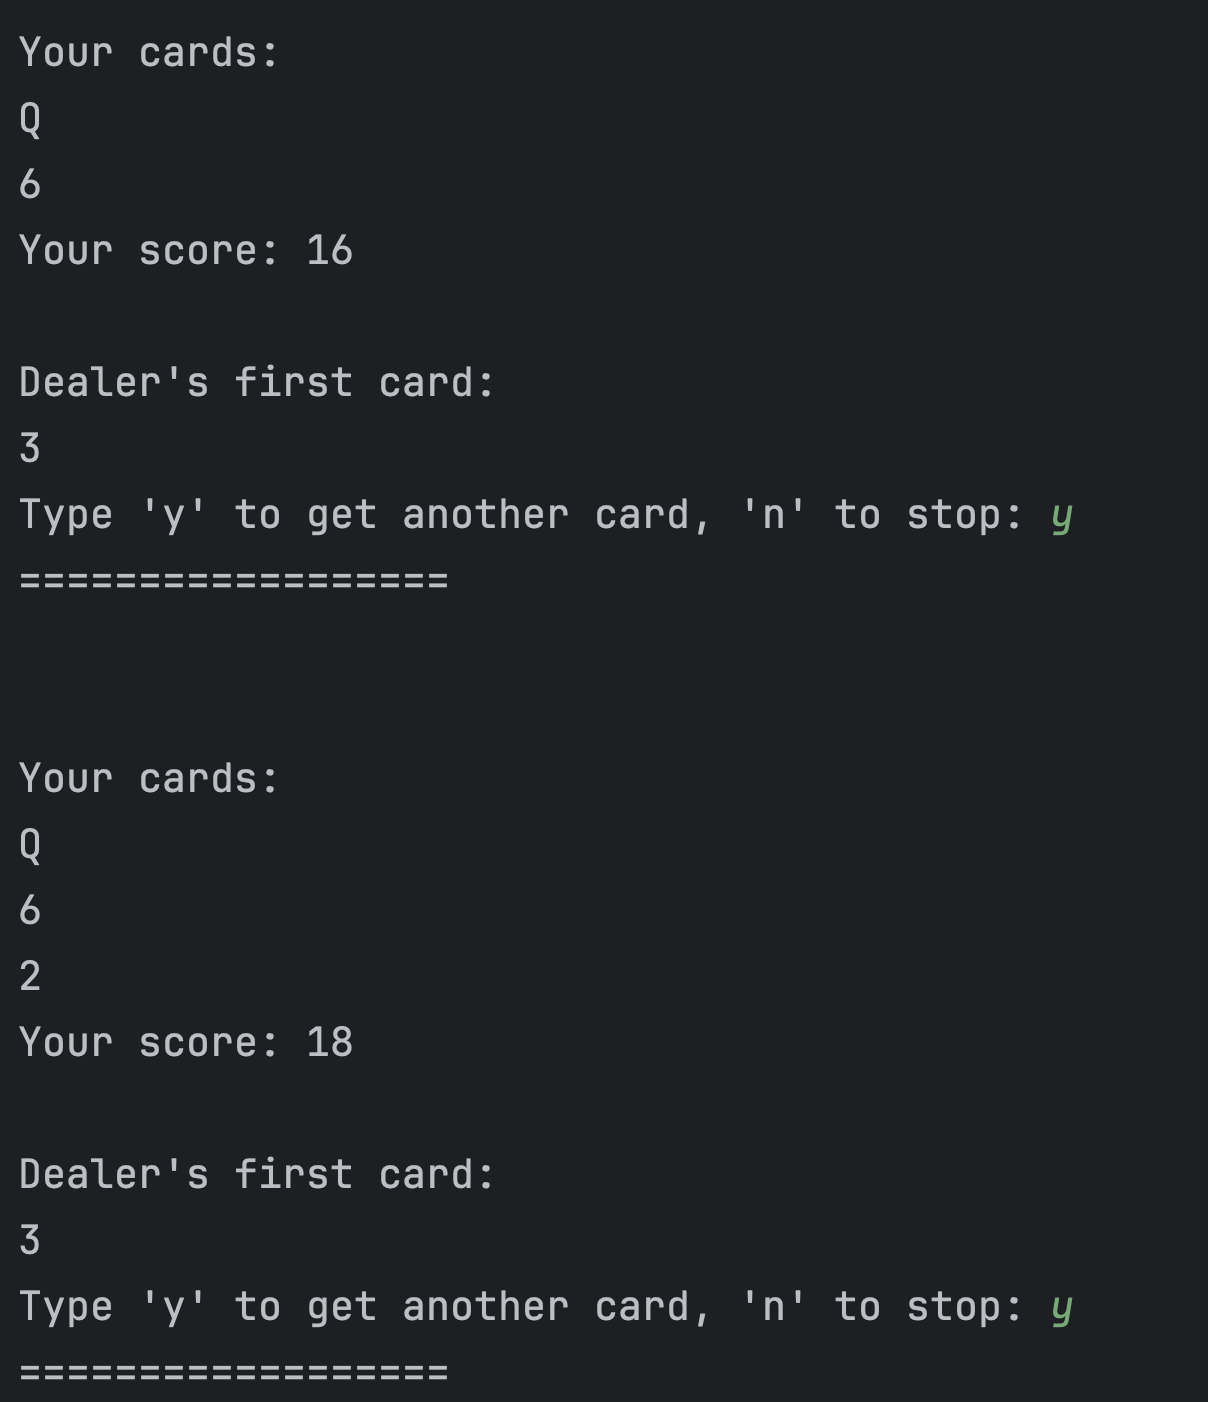 Your cards:
Q
6
Your score: 16
Dealer's first card:
3
Type 'y' to get another card, 'n' to stop: y
==================
Your cards:
Q
6
2
Your score: 18
Dealer's first card:
3
Type 'y' to get another card, 'n' to stop: y
==================